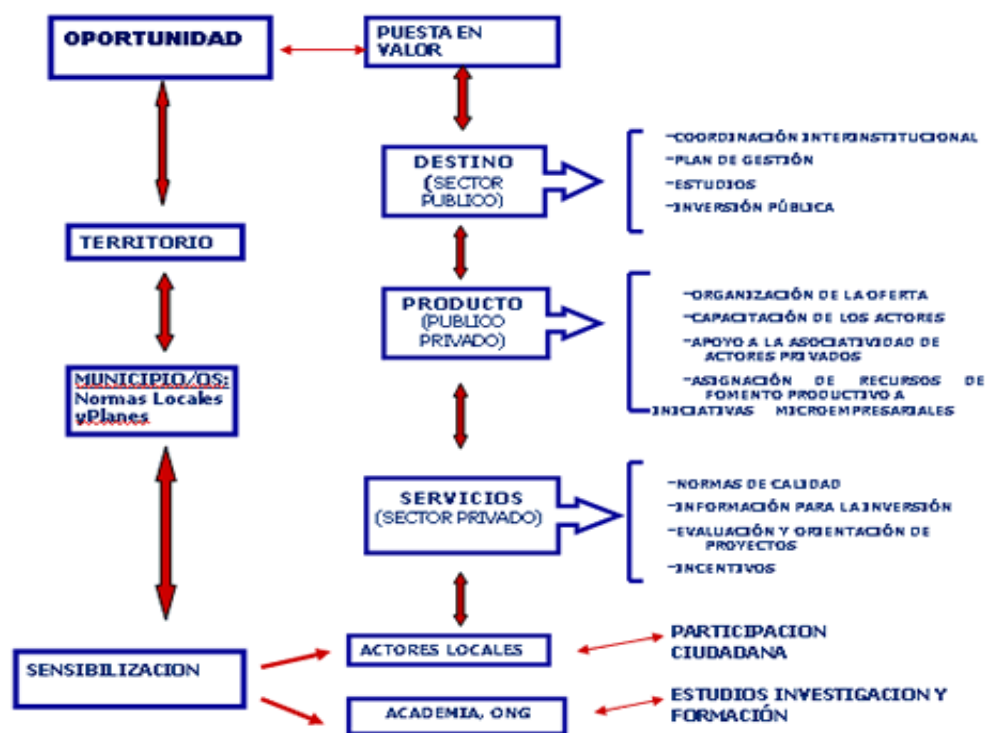 OPORTUNIDAD
PUESTA EN
VALOR
DESTINO
(SECTOR
PUBLICO)
-COORDINACIÓN INTERINSTITUCIONAL
-PLAN DE GESTIÓN
-ESTUDIOS
-INVERSIÓN PÚBLICA
TERRITORIO
PRODUCTO
(PUBLICO
PRIVADO)
-ORGANIZACIÓN DE LA OFERTA
-CAPACITACIÓN DE LOS ACTORES
-APOYO A LA ASOCIATIVIDAD DE
ACTORES PRIVADOS
-ASIGNACIÓN DE RECURSOS DE
FOMENTO PRODUCTIVO A
INICIATIVAS MICROEMPRESARIALES
MUNICIPIO/OS:
Normas Locales
yPlanes
SERVICIOS
(SECTOR PRIVADO)
-NORMAS DE CALIDAD
-INFORMACIÓN PARA LA INVERSIÓN
-EVALUACIÓN Y ORIENTACIÓN DE
PROYECTOS
-INCENTIVOS
SENSIBILIZACION
ACTORES LOCALES
PARTICIPACION
CIUDADANA
ACADEMIA, ONG
ESTUDIOS INVESTIGACION Y
FORMACIÓN